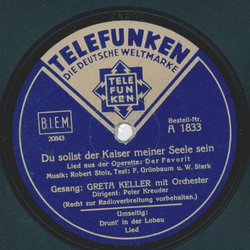 TELEFUNKEN
DIE DEUTSCHE WELTMARKE
TELE
FUN
KEN
B.I.E.M.
20843
Bestell-Nr.
A 1833
Du sollst der Kaiser meiner Seele sein
Lied aus der Operette: Der Favorit
Musik: Robert Stolz, Text: F. Grünbaum u. W. Sterk
Gesang: GRETA KELLER mit Orchester
Dirigent: Peter Kreuder
(Recht zur Radioverbreitung vorbehalten.)
Umseitig:
Drunt' in der Lobau
Lied